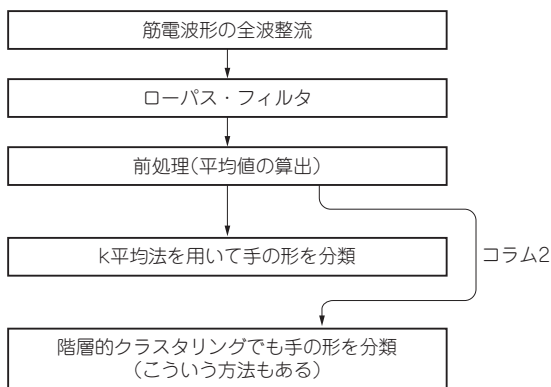 筋電波形の全波整流
ローパス・フィルタ
前処理(平均値の算出)
k平均法を用いて手の形を分類
コラム2
階層的クラスタリングでも手の形を分類
(こういう方法もある)